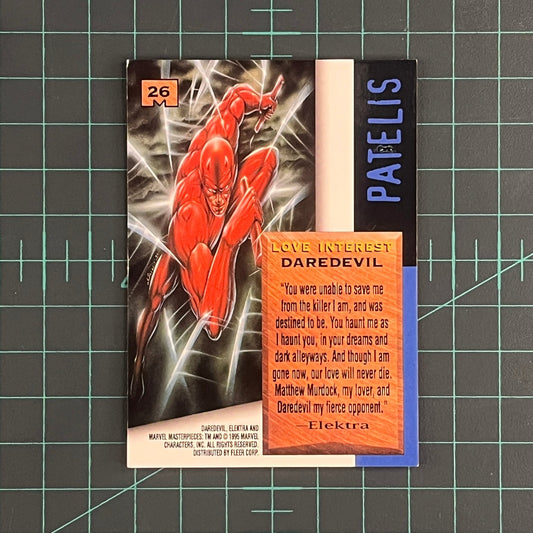 26
M
PATELIS
LOVE INTEREST
DAREDEVIL
"You were unable to save me
from the killer I am, and was
destined to be. You haunt me as
I haunt you, in your dreams and
dark alleyways. And though I am
gone now, our love will never die.
Matthew Murdock, my lover, and
Daredevil my fierce opponent."
—Elektra
DAREDEVIL, ELEKTRA AND
MARVEL MASTERPIECES: TM AND © 1995 MARVEL
CHARACTERS, INC. ALL RIGHTS RESERVED.
DISTRIBUTED BY FLEER CORP.